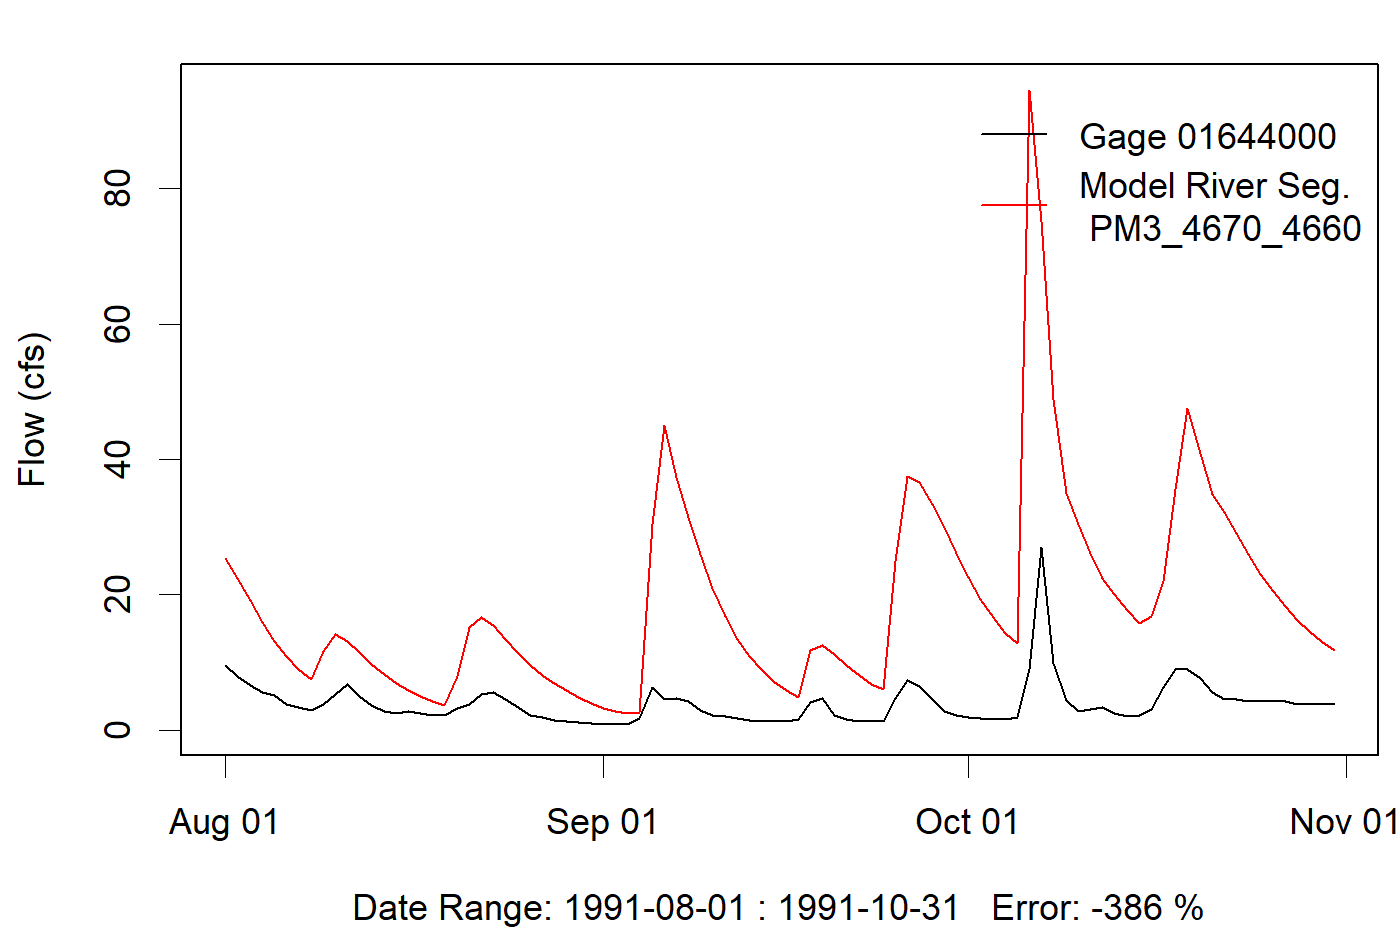 Gage 01644000
Model River Seg.
PM3_4670_4660
Flow (cfs)
80
60
40
20
0
Aug 01 Sep 01 Oct 01 Nov 01
Date Range: 1991-08-01 : 1991-10-31 Error: -386 %